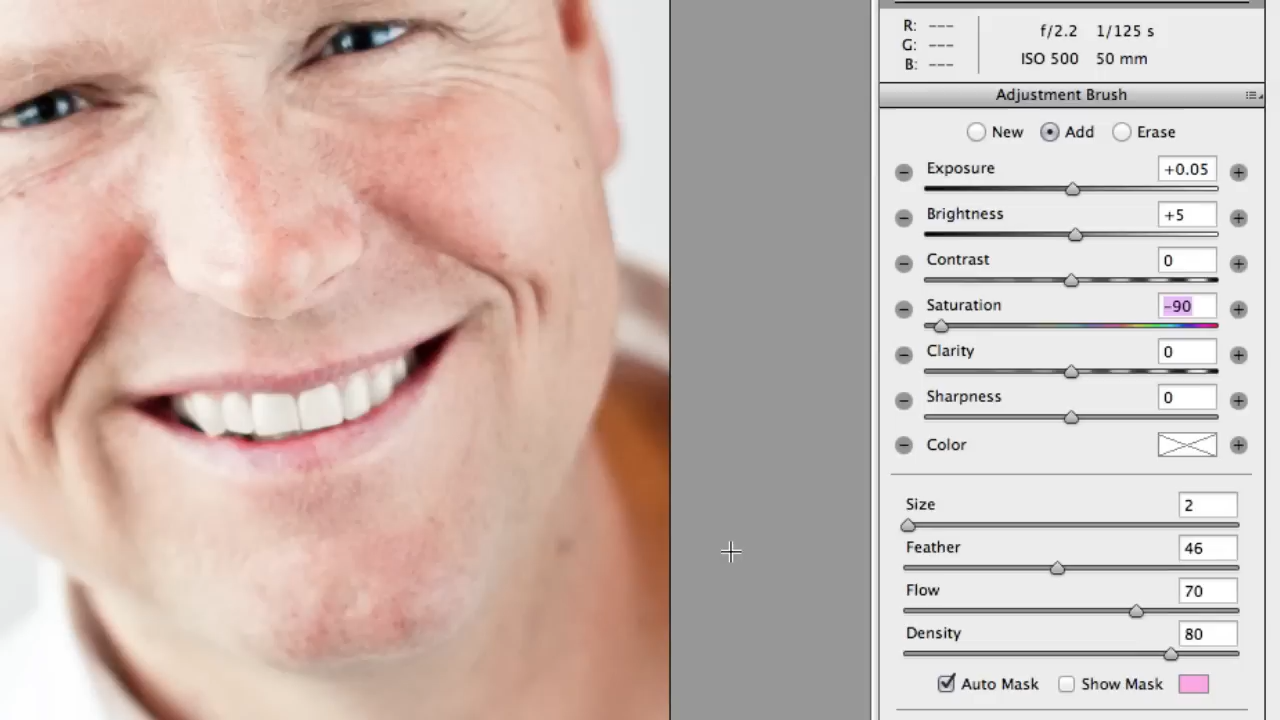 R: ---
G: ---
B: ---
f/2.2 1/125 s
ISO 500 50 mm
Adjustment Brush
New Add Erase
Exposure +0.05
Brightness +5
Contrast 0
Saturation -90
Clarity 0
Sharpness 0
Color
Size 2
Feather 46
Flow 70
Density 80
Auto Mask Show Mask